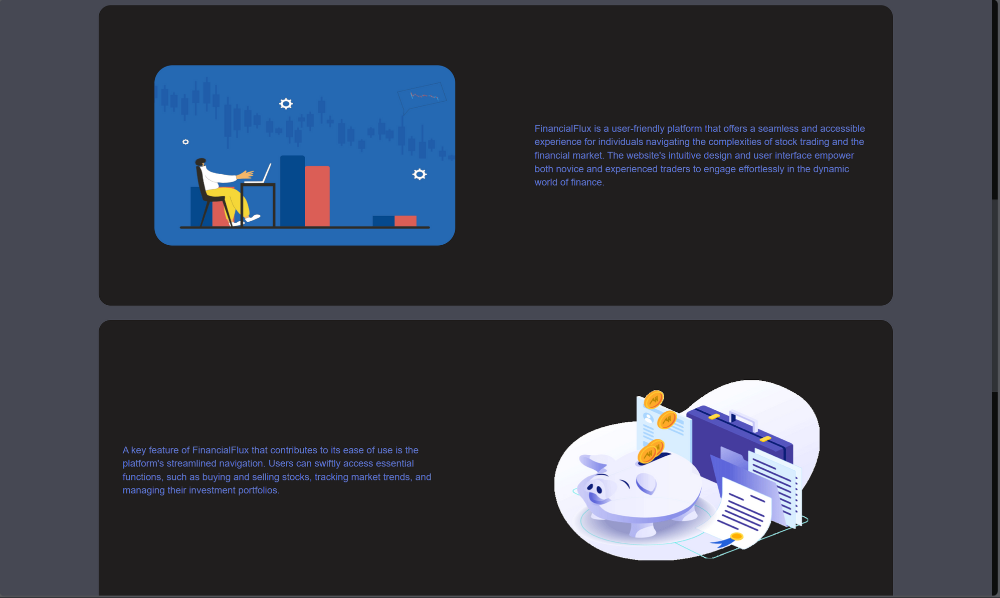 FinancialFlux is a user-friendly platform that offers a seamless and accessible
experience for individuals navigating the complexities of stock trading and the
financial market. The website's intuitive design and user interface empower
both novice and experienced traders to engage effortlessly in the dynamic
world of finance.
A key feature of FinancialFlux that contributes to its ease of use is the
platform's streamlined navigation. Users can swiftly access essential
functions, such as buying and selling stocks, tracking market trends, and
managing their investment portfolios.